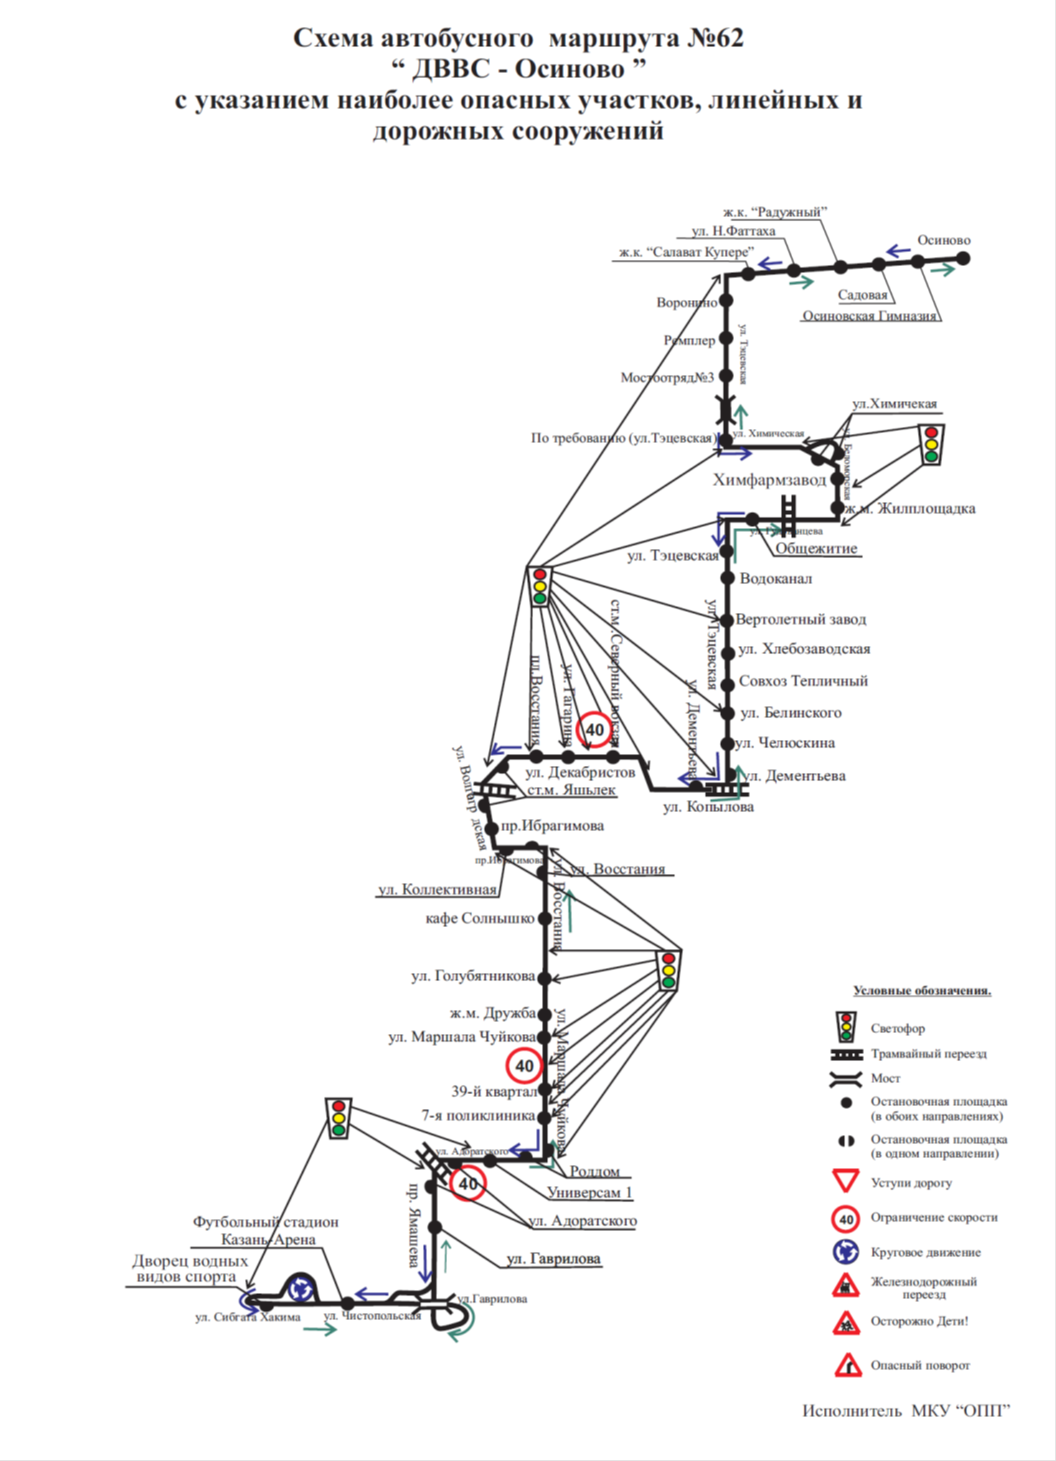 Схема автобусного маршрута №62
“ ДВВС - Осиново ”
с указанием наиболее опасных участков, линейных и
дорожных сооружений
ж.к. “Радужный”
ул. Н.Фаттаха
ж.к. “Салават Купере”
Осиново
Садовая
Осиновская Гимназия
Воронино
Ремплер
ул. Тэцевская
Мостоотряд№3
ул.Химичекая
По требованию (ул.Тэцевская)
ул. Химическая
ул. Беломорская
Химфармзавод
ж.м. Жилплощадка
Общежитие
ул. Тэцевская
Водоканал
Вертолетный завод
ул. Тэцевская
ул. Хлебозаводская
Совхоз Тепличный
ул. Белинского
ул. Челюскина
ул. Дементьева
ул. Дементьева
ст.м.Северный вокзал
ул. Гагарина
пл.Восстания
40
ул. Декабристов
ст.м. Яшьлек
ул. Копылова
ул. Волгоградская
пр.Ибрагимова
пр.Ибрагимова
ул. Восстания
ул. Коллективная
ул. Восстания
кафе Солнышко
ул. Голубятникова
ж.м. Дружба
ул. Маршала Чуйкова
ул. Маршала Чуйкова
40
39-й квартал
7-я поликлиника
ул. Адоратского
Роддом
40
Универсам 1
ул. Адоратского
пр. Ямашева
ул. Гаврилова
Футбольный стадион
Казань-Арена
Дворец водных
видов спорта
ул.Гаврилова
ул. Сибгата Хакима
ул. Чистопольская
Условные обозначения.
Светофор
Трамвайный переезд
Мост
Остановочная площадка
(в обоих направлениях)
Остановочная площадка
(в одном направлении)
Уступи дорогу
40
Ограничение скорости
Круговое движение
Железнодорожный
переезд
Осторожно Дети!
Опасный поворот
Исполнитель МКУ “ОПП”